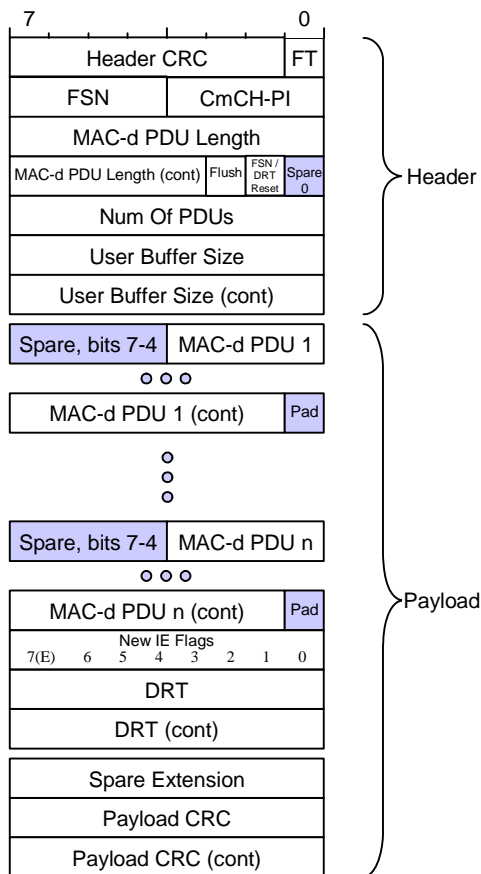 7 0
Header CRC FT
FSN CmCH-PI
MAC-d PDU Length
MAC-d PDU Length (cont) Flush FSN / DRT Reset Spare 0
Header
Num Of PDUs
User Buffer Size
User Buffer Size (cont)
Spare, bits 7-4 MAC-d PDU 1
MAC-d PDU 1 (cont) Pad
Spare, bits 7-4 MAC-d PDU n
MAC-d PDU n (cont) Pad
Payload
New IE Flags
7(E) 6 5 4 3 2 1 0
DRT
DRT (cont)
Spare Extension
Payload CRC
Payload CRC (cont)